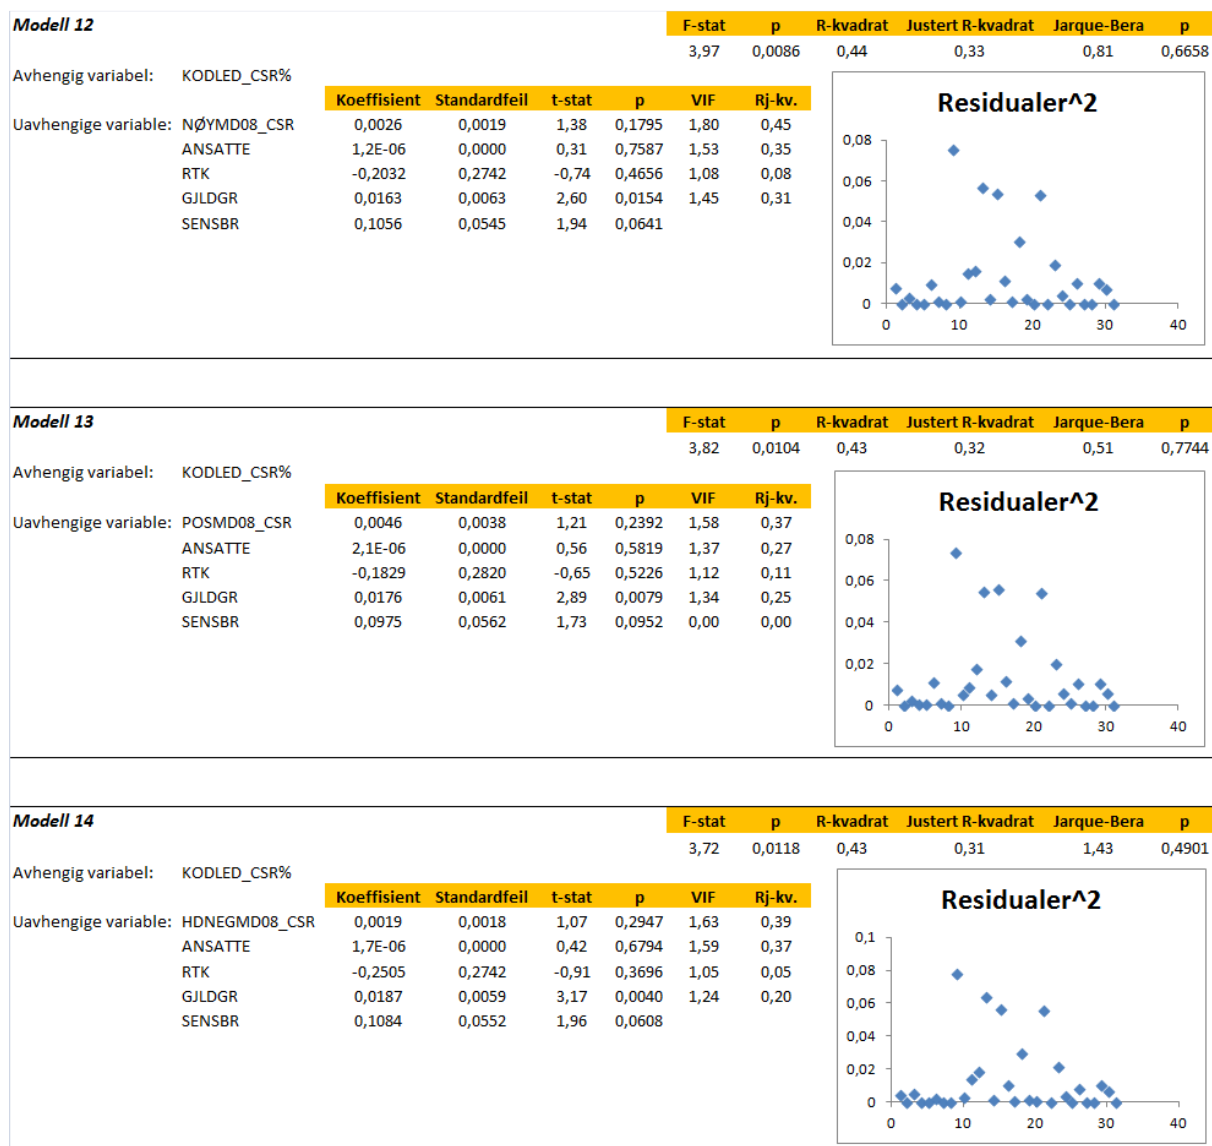 Modell 12 F-stat p R-kvadrat Justert R-kvadrat Jarque-Bera p
3,97 0,0086 0,44 0,33 0,81 0,6658
Avhengig variabel: KODLED_CSR%
Koeffisient Standardfeil t-stat p VIF Rj-kv.
Uavhengige variable: NØYMD08_CSR 0,0026 0,0019 1,38 0,1795 1,80 0,45
ANSATTE 1,2E-06 0,0000 0,31 0,7587 1,53 0,35
RTK -0,2032 0,2742 -0,74 0,4656 1,08 0,08
GJLDGR 0,0163 0,0063 2,60 0,0154 1,45 0,31
SENSBR 0,1056 0,0545 1,94 0,0641
Residualer^2
0,08
0,06
0,04
0,02
0
0 10 20 30 40
Modell 13 F-stat p R-kvadrat Justert R-kvadrat Jarque-Bera p
3,82 0,0104 0,43 0,32 0,51 0,7744
Avhengig variabel: KODLED_CSR%
Koeffisient Standardfeil t-stat p VIF Rj-kv.
Uavhengige variable: POSMD08_CSR 0,0046 0,0038 1,21 0,2392 1,58 0,37
ANSATTE 2,1E-06 0,0000 0,56 0,5819 1,37 0,27
RTK -0,1829 0,2820 -0,65 0,5226 1,12 0,11
GJLDGR 0,0176 0,0061 2,89 0,0079 1,34 0,25
SENSBR 0,0975 0,0562 1,73 0,0952 0,00 0,00
Residualer^2
0,08
0,06
0,04
0,02
0
0 10 20 30 40
Modell 14 F-stat p R-kvadrat Justert R-kvadrat Jarque-Bera p
3,72 0,0118 0,43 0,31 1,43 0,4901
Avhengig variabel: KODLED_CSR%
Koeffisient Standardfeil t-stat p VIF Rj-kv.
Uavhengige variable: HDNEGMD08_CSR 0,0019 0,0018 1,07 0,2947 1,63 0,39
ANSATTE 1,7E-06 0,0000 0,42 0,6794 1,59 0,37
RTK -0,2505 0,2742 -0,91 0,3696 1,05 0,05
GJLDGR 0,0187 0,0059 3,17 0,0040 1,24 0,20
SENSBR 0,1084 0,0552 1,96 0,0608
Residualer^2
0,1
0,08
0,06
0,04
0,02
0
0 10 20 30 40